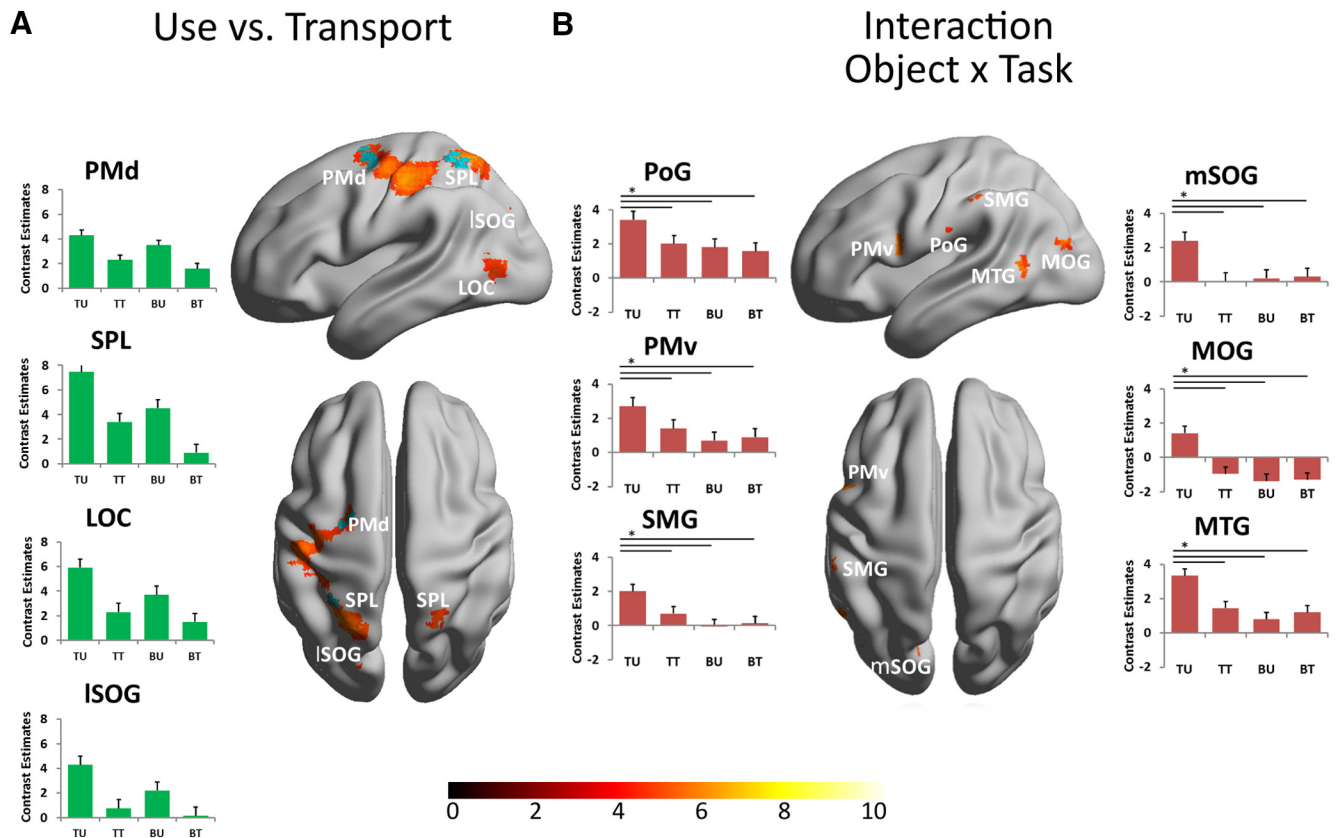 A
Use vs. Transport
PMd
Contrast Estimates
8
6
4
2
0
TU TT BU BT
SPL
Contrast Estimates
8
6
4
2
0
TU TT BU BT
LOC
Contrast Estimates
8
6
4
2
0
TU TT BU BT
lSOG
Contrast Estimates
8
6
4
2
0
TU TT BU BT
PMd
SPL
lSOG
LOC
PMd
SPL
SPL
lSOG
B
Interaction
Object x Task
PoG
*
Contrast Estimates
4
2
0
-2
TU TT BU BT
PMv
*
Contrast Estimates
4
2
0
-2
TU TT BU BT
SMG
*
Contrast Estimates
4
2
0
-2
TU TT BU BT
SMG
PMv
PoG
MTG
MOG
PMv
SMG
mSOG
mSOG
*
Contrast Estimates
4
2
0
-2
TU TT BU BT
MOG
*
Contrast Estimates
4
2
0
-2
TU TT BU BT
MTG
*
Contrast Estimates
4
2
0
-2
TU TT BU BT
0 2 4 6 8 10